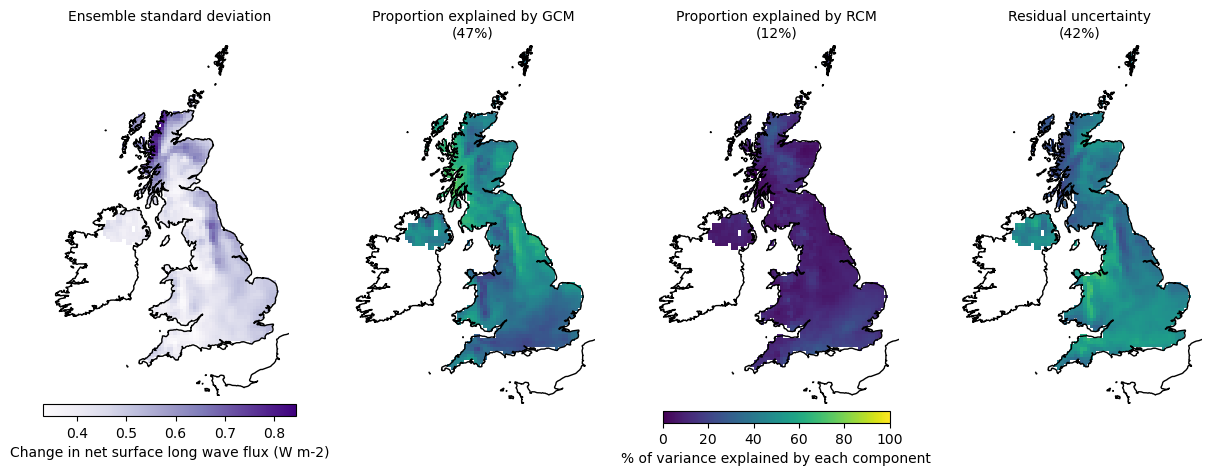 Ensemble standard deviation
Proportion explained by GCM
(47%)
Proportion explained by RCM
(12%)
Residual uncertainty
(42%)
0.4 0.5 0.6 0.7 0.8
Change in net surface long wave flux (W m-2)
0 20 40 60 80 100
% of variance explained by each component